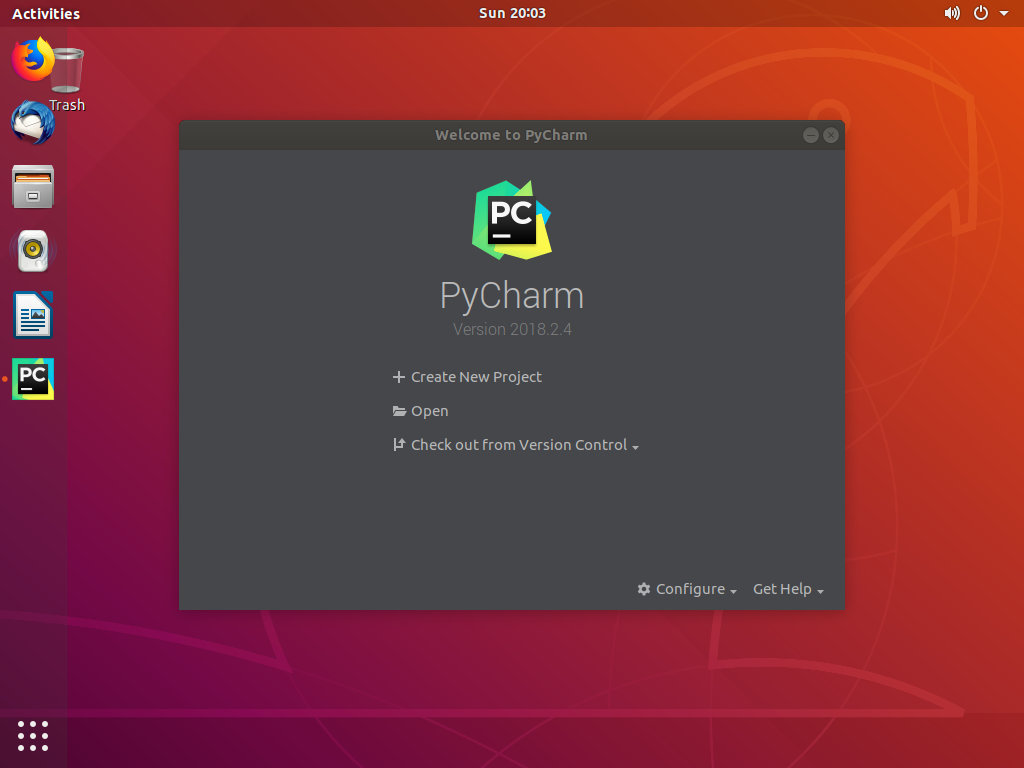 Activities
Sun 20:03
Trash
Welcome to PyCharm
PC
PyCharm
Version 2018.2.4
Create New Project
Open
Check out from Version Control
PC
Configure
Get Help